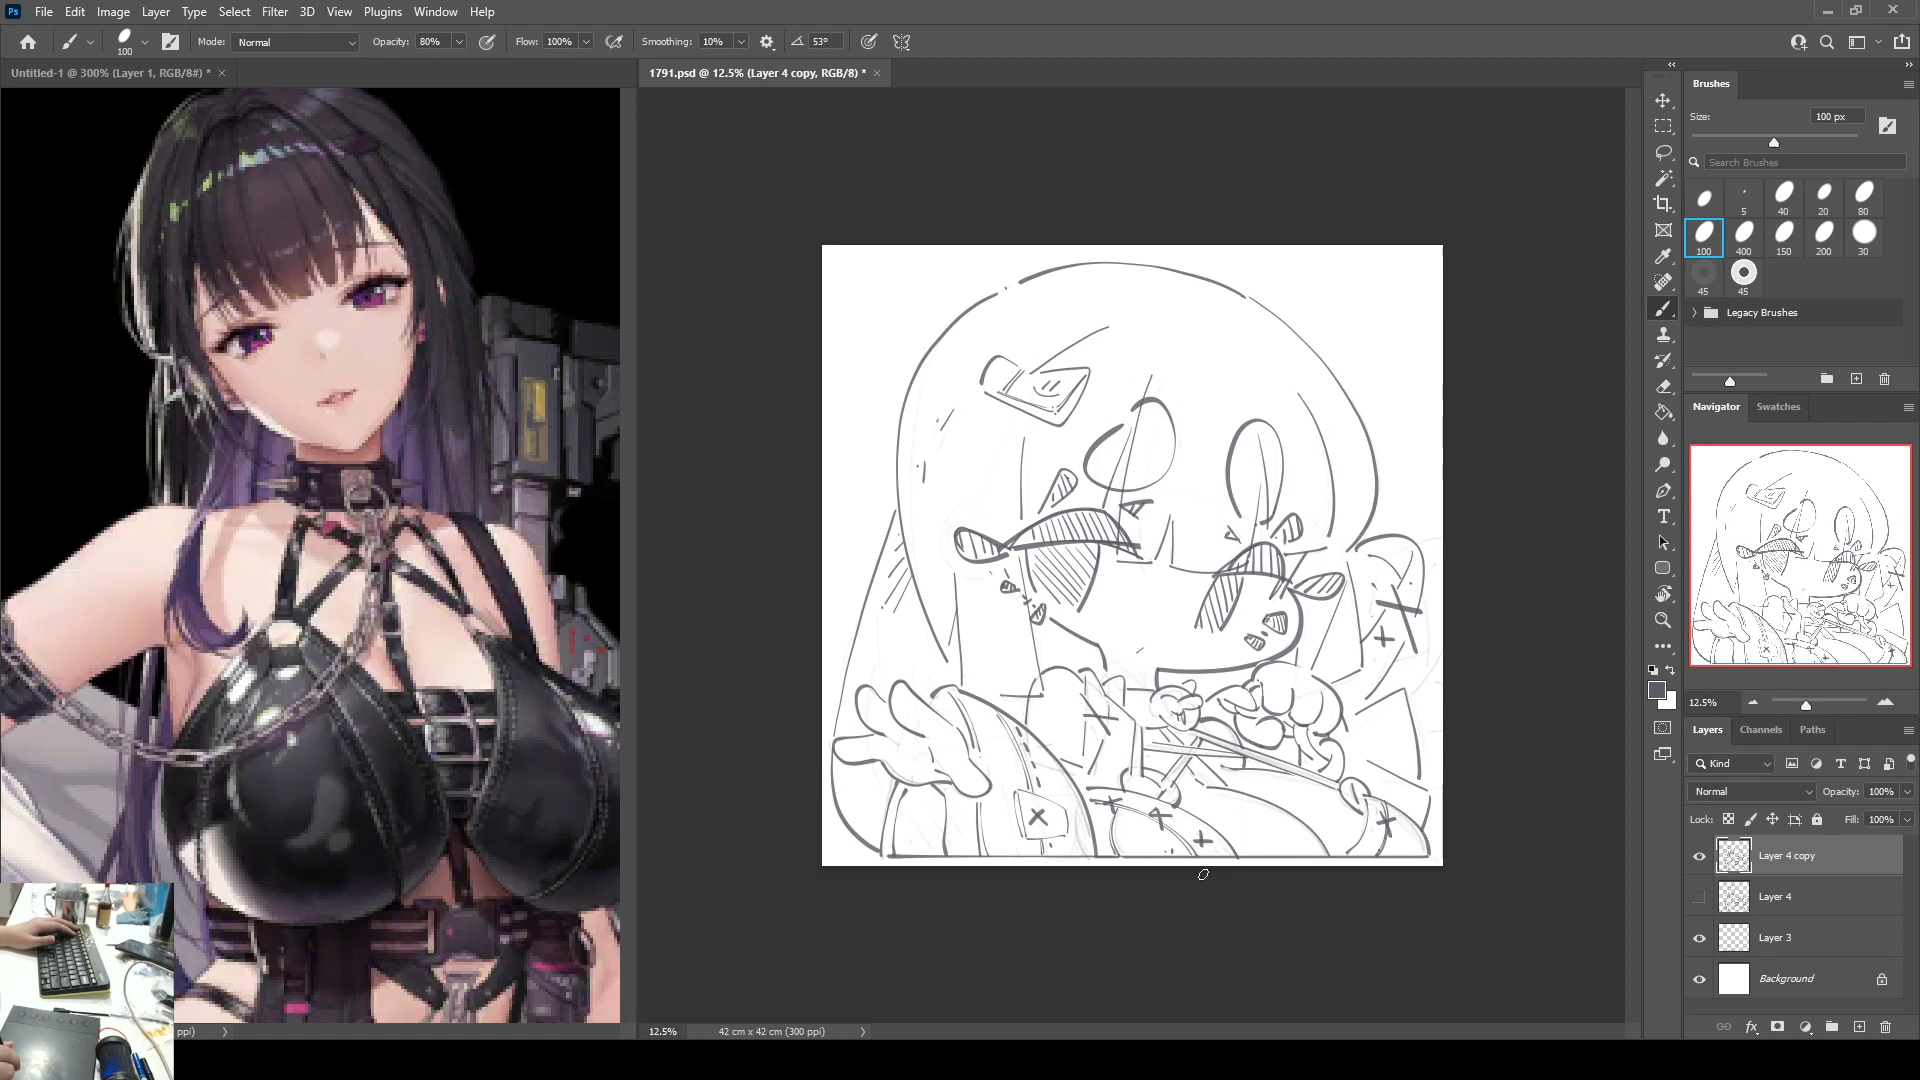 Ps File Edit Image Layer Type Select Filter 3D View Plugins Window Help
100 Mode: Normal Opacity: 80% Flow: 100% Smoothing: 10% 53°
Untitled-1 @ 300% (Layer 1, RGB/8#) * ×
1791.psd @ 12.5% (Layer 4 copy, RGB/8) * ×
Brushes
Size: 100 px
Search Brushes
5 40 20 80
100 400 150 200 30
45 45
Legacy Brushes
Navigator Swatches
12.5%
Layers Channels Paths
Kind
Normal Opacity: 100%
Lock: Fill: 100%
Layer 4 copy
Layer 4
Layer 3
Background
ppi)
12.5% 42 cm x 42 cm (300 ppi)